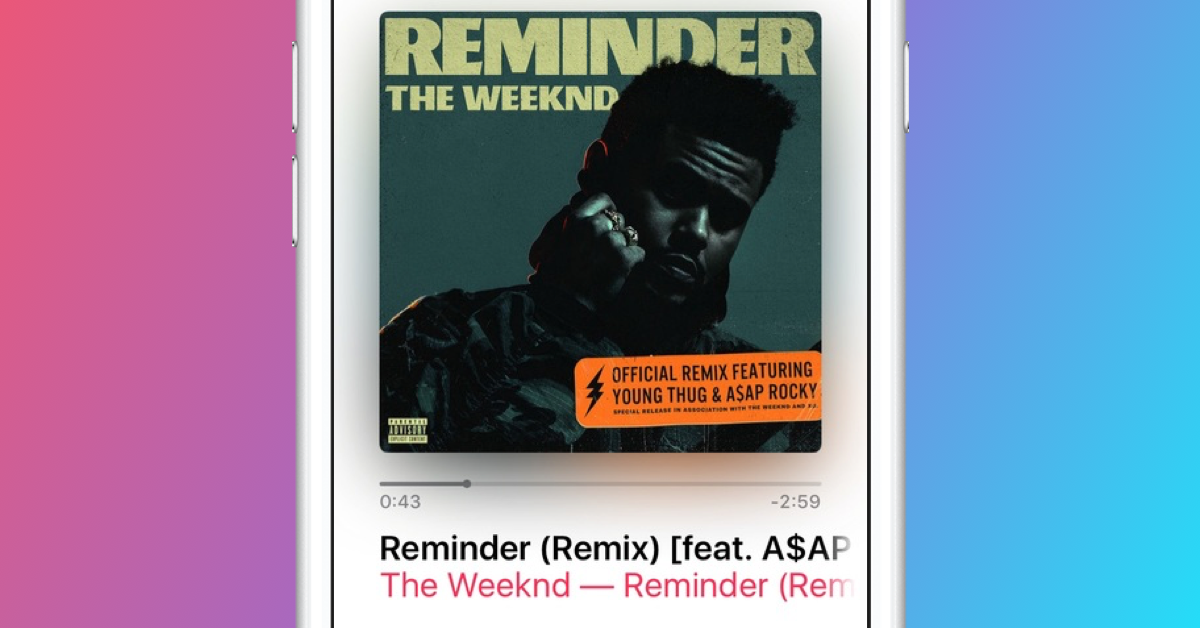 REMINDER
THE WEEKND
OFFICIAL REMIX FEATURING
YOUNG THUG & A$AP ROCKY
SPECIAL RELEASE IN ASSOCIATION WITH THE WEEKND AND
PARENTAL
ADVISORY
EXPLICIT CONTENT
0:43
-2:59
Reminder (Remix) [feat. A$AP
The Weeknd — Reminder (Rem